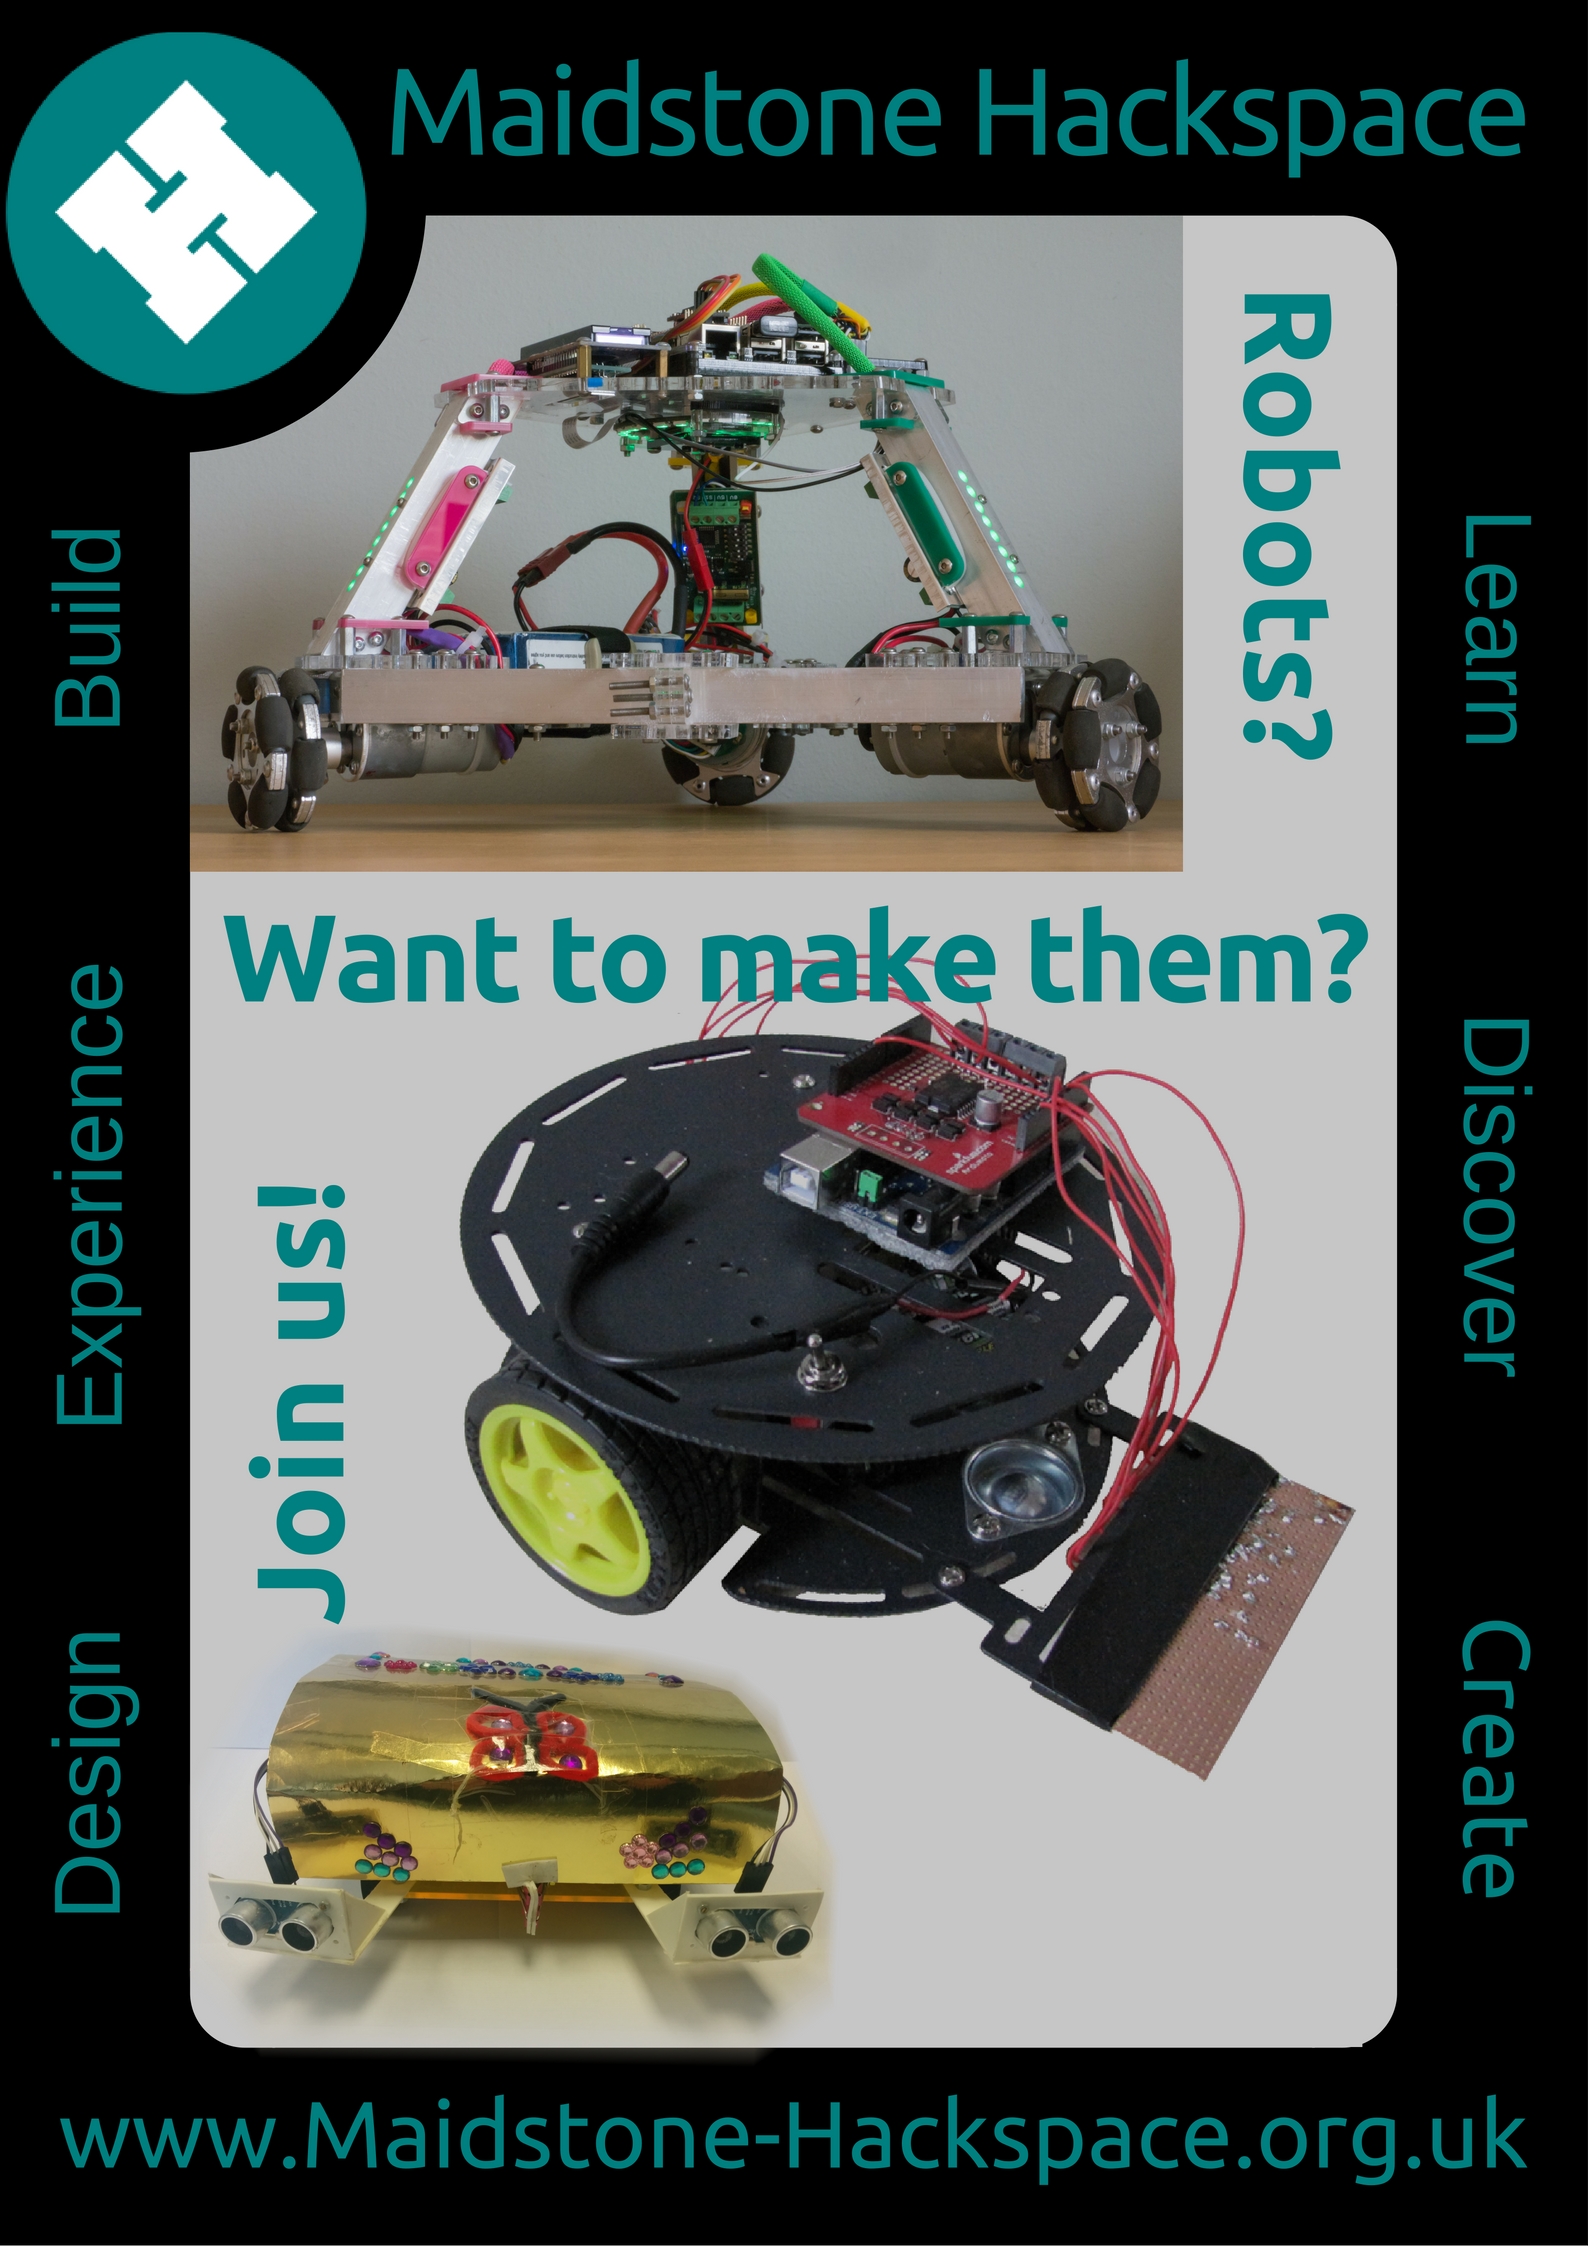 Maidstone Hackspace
Robots?
Want to make them?
Join us!
Build
Experience
Design
Learn
Discover
Create
www.Maidstone-Hackspace.org.uk